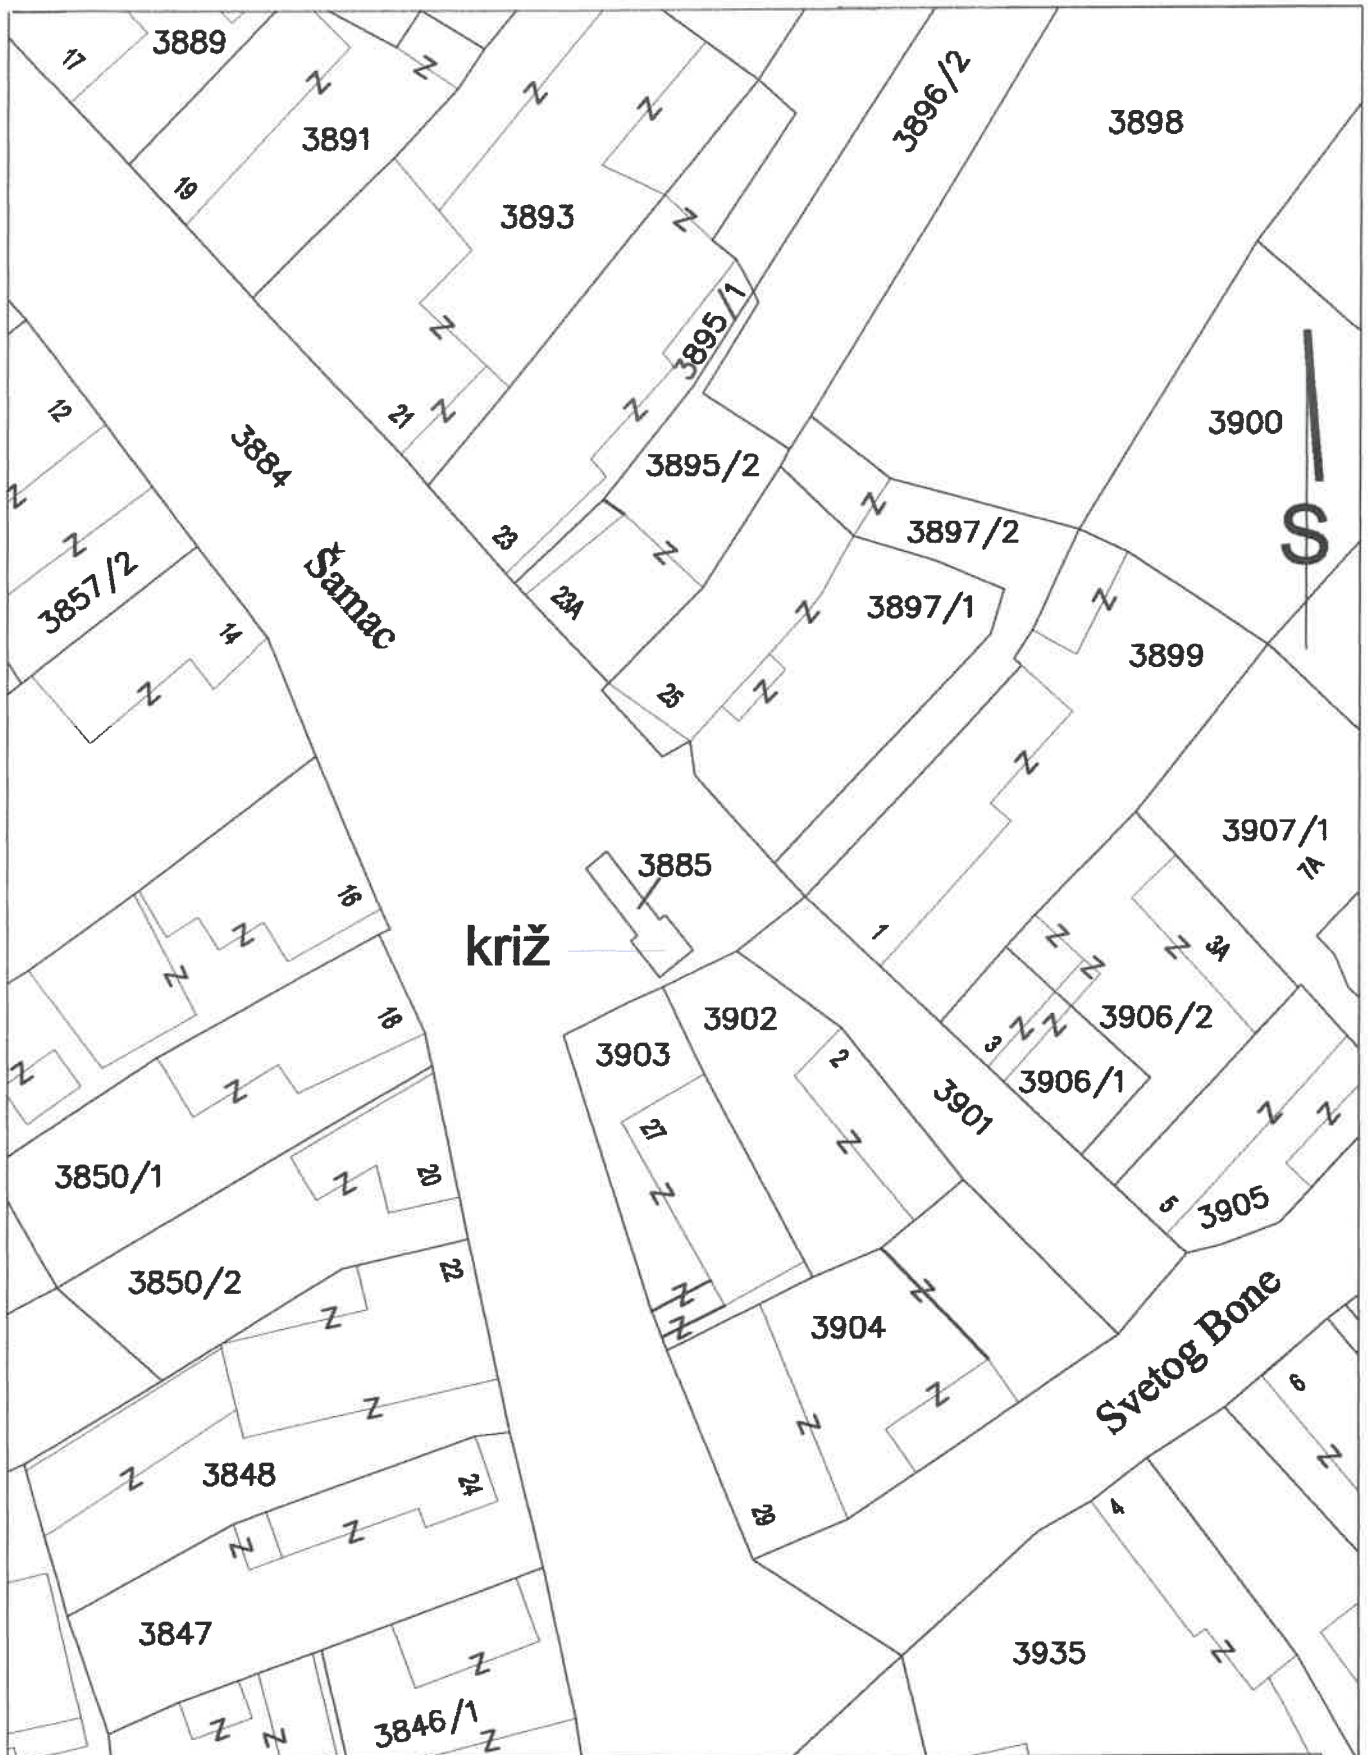 17
3889
Z
Z
3891
Z
Z
3896/2
3898
19
3893
Z
3895/1
Z
12
21
Z
Z
3900
3884
3895/2
Z
Z
3857/2
23
Z
3897/2
S
Šamac
23A
Z
3897/1
Z
14
Z
3899
25
Z
Z
16
Z
Z
3885
križ
1
3907/1
7A
Z
Z
3A
Z
18
Z
Z
3903
3902
2
Z
3
Z
Z
3906/2
3906/1
3901
3850/1
20
Z
27
Z
Z
Z
Z
5
3905
3850/2
22
Z
Z
Z
3904
Z
Z
Z
Svetog Bone
6
Z
3848
Z
24
Z
Z
29
4
3847
Z
3846/1
Z
Z
Z
3935
Z